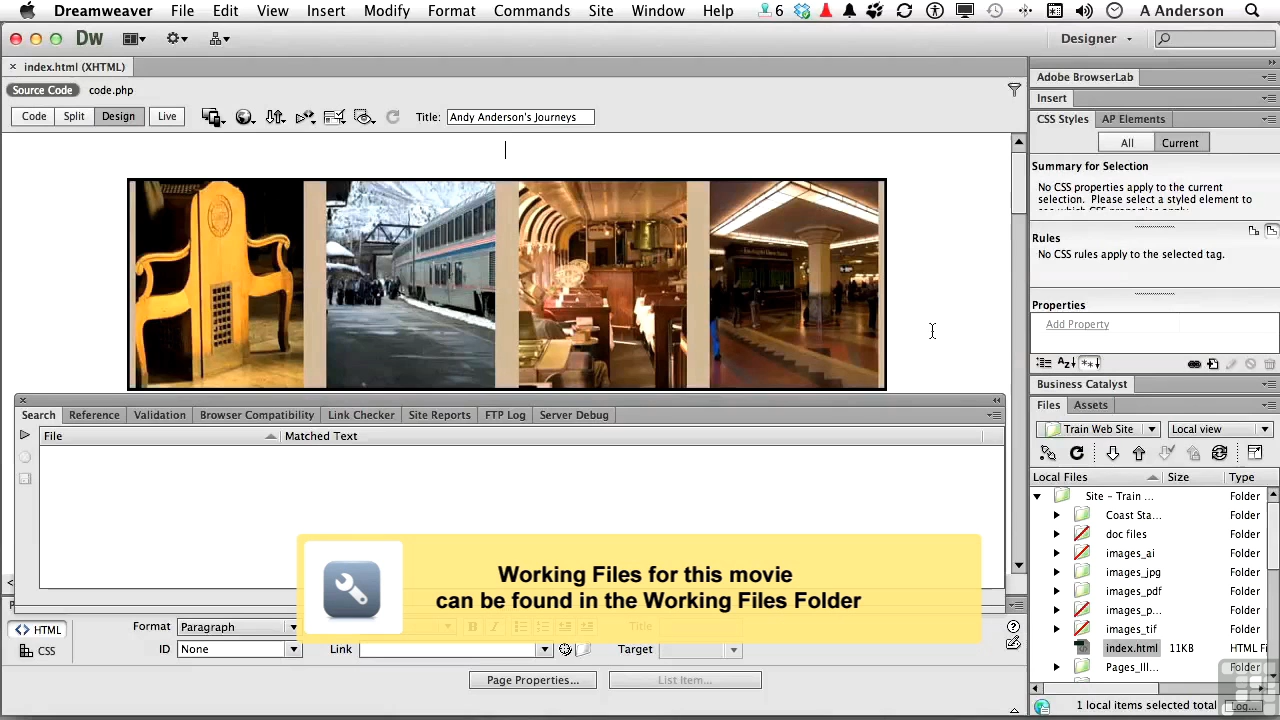 Dreamweaver File Edit View Insert Modify Format Commands Site Window Help 6 A Anderson
Dw Designer
index.html (XHTML)
Source Code code.php
Code Split Design Live Title: Andy Anderson's Journeys
Adobe BrowserLab
Insert
CSS Styles AP Elements
All Current
Summary for Selection
No CSS properties apply to the current
selection. Please select a styled element to
Rules
No CSS rules apply to the selected tag.
Properties
Add Property
Business Catalyst
Files Assets
Train Web Site Local view
Local Files Size Type
Site - Train ... Folder
Coast Sta... Folder
doc files Folder
images_ai Folder
images_jpg Folder
images_pdf Folder
images_p... Folder
images_tif Folder
index.html 11KB HTML Fi
Pages_Ill... Folder
1 local items selected total Log...
Search Reference Validation Browser Compatibility Link Checker Site Reports FTP Log Server Debug
File Matched Text
Working Files for this movie
can be found in the Working Files Folder
HTML Format Paragraph B I Title
CSS ID None Link Target
Page Properties... List Item...